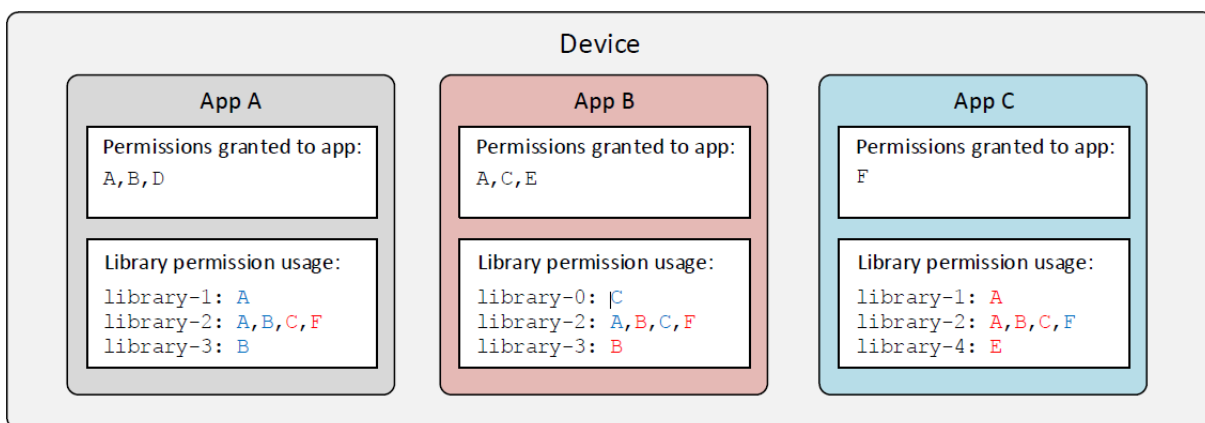 Device
App A
Permissions granted to app:
A,B,D
Library permission usage:
library-1: A
library-2: A,B,C,F
library-3: B
App B
Permissions granted to app:
A,C,E
Library permission usage:
library-0: C
library-2: A,B,C,F
library-3: B
App C
Permissions granted to app:
F
Library permission usage:
library-1: A
library-2: A,B,C,F
library-4: E